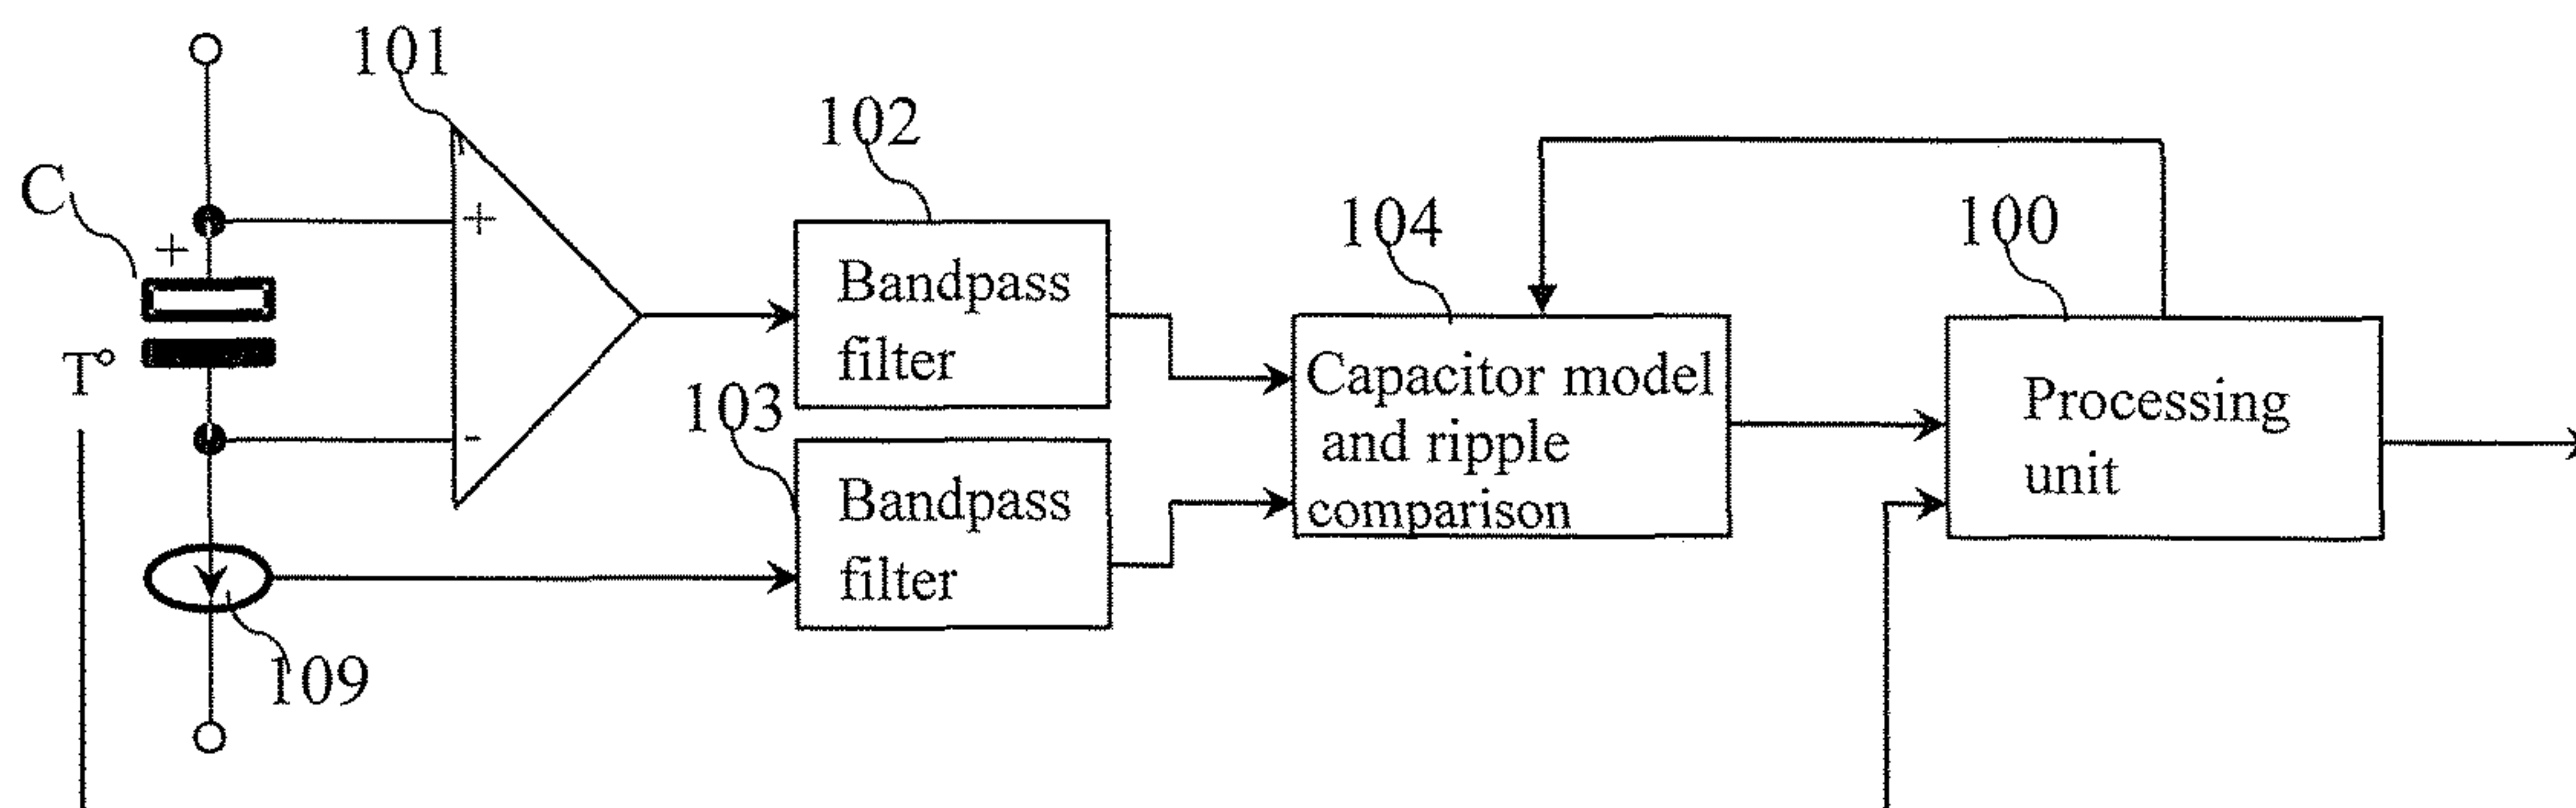 101
102
C
+
+
104
100
Bandpass
filter
T°
103
-
Capacitor model
and ripple
comparison
Processing
unit
Bandpass
filter
109